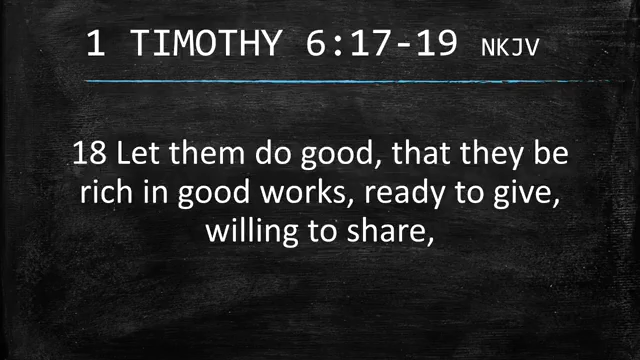 1 TIMOTHY 6:17-19 NKJV
18 Let them do good, that they be
rich in good works, ready to give,
willing to share,